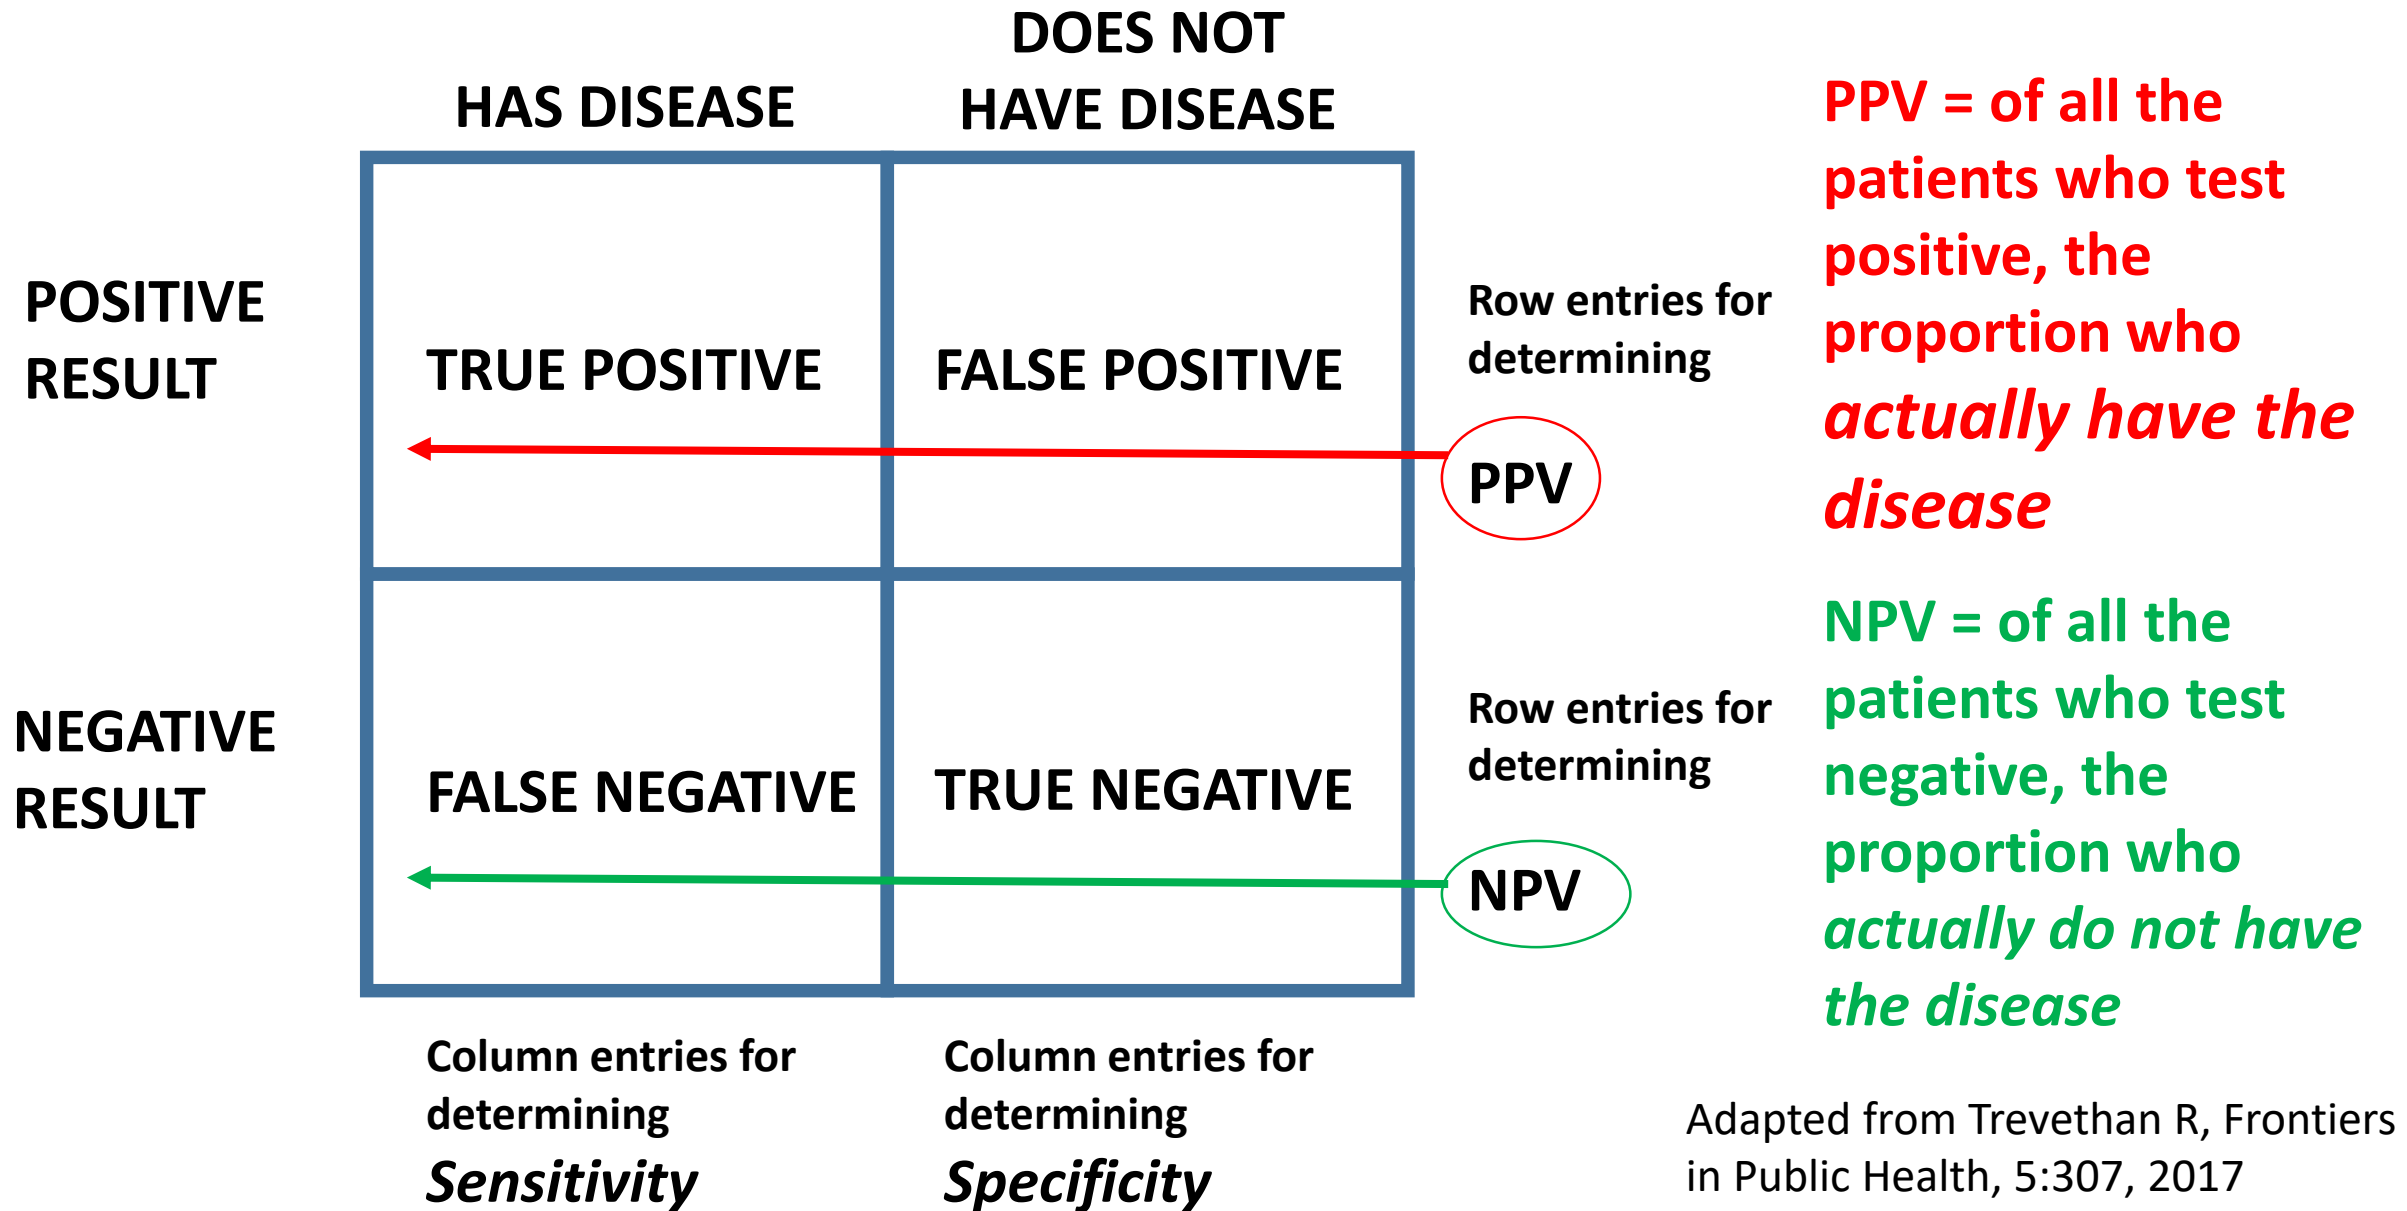 DOES NOT
HAS DISEASE
HAVE DISEASE
POSITIVE
RESULT
TRUE POSITIVE
FALSE POSITIVE
Row entries for
determining
PPV
PPV = of all the
patients who test
positive, the
proportion who
actually have the
disease
NEGATIVE
RESULT
FALSE NEGATIVE
TRUE NEGATIVE
Row entries for
determining
NPV
NPV = of all the
patients who test
negative, the
proportion who
actually do not have
the disease
Column entries for
determining
Sensitivity
Column entries for
determining
Specificity
Adapted from Trevethan R, Frontiers
in Public Health, 5:307, 2017